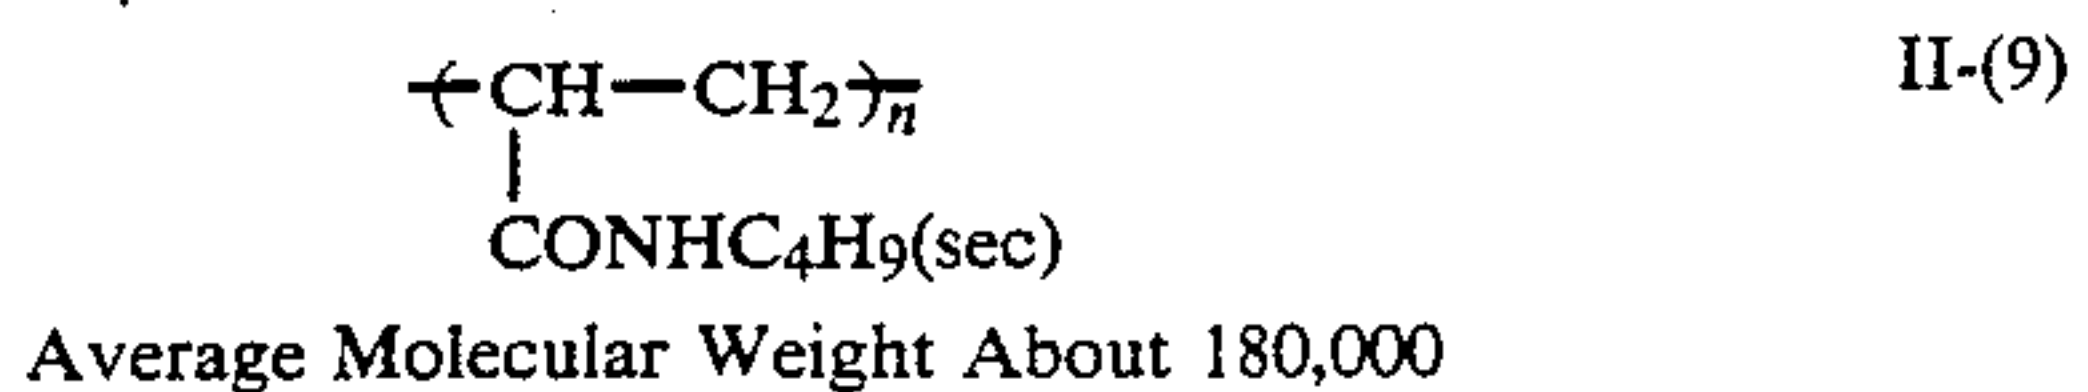 -(CH—CH2)n- II-(9)
|
CONHC4H9(sec)
Average Molecular Weight About 180,000